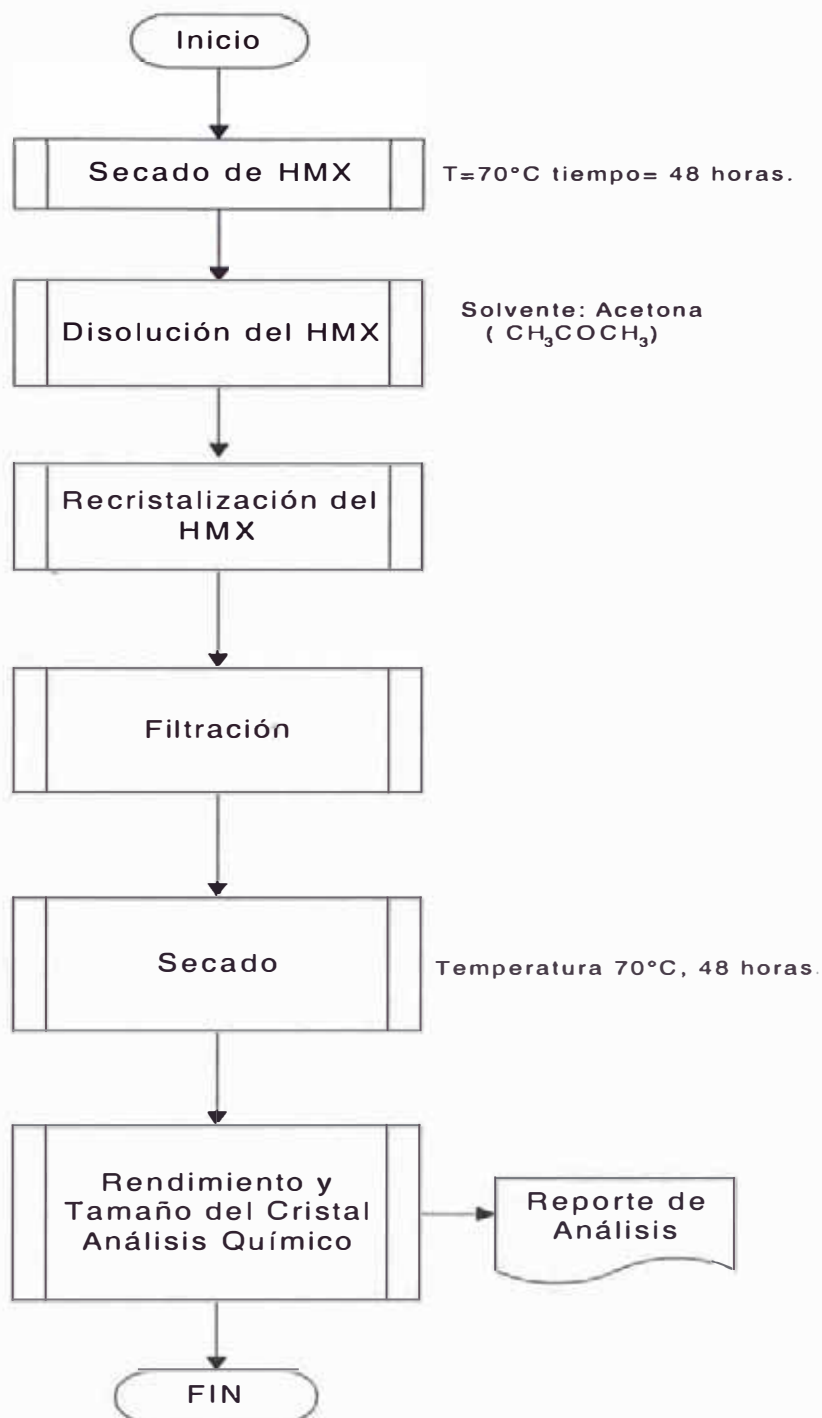 Inicio
Secado de HMX
T=70°C tiempo= 48 horas.
Disolución del HMX
Solvente: Acetona
( CH₃COCH₃)
Recristalización del
HMX
Filtración
Secado
Temperatura 70°C, 48 horas.
Rendimiento y
Tamaño del Cristal
Análisis Químico
Reporte de
Análisis
FIN